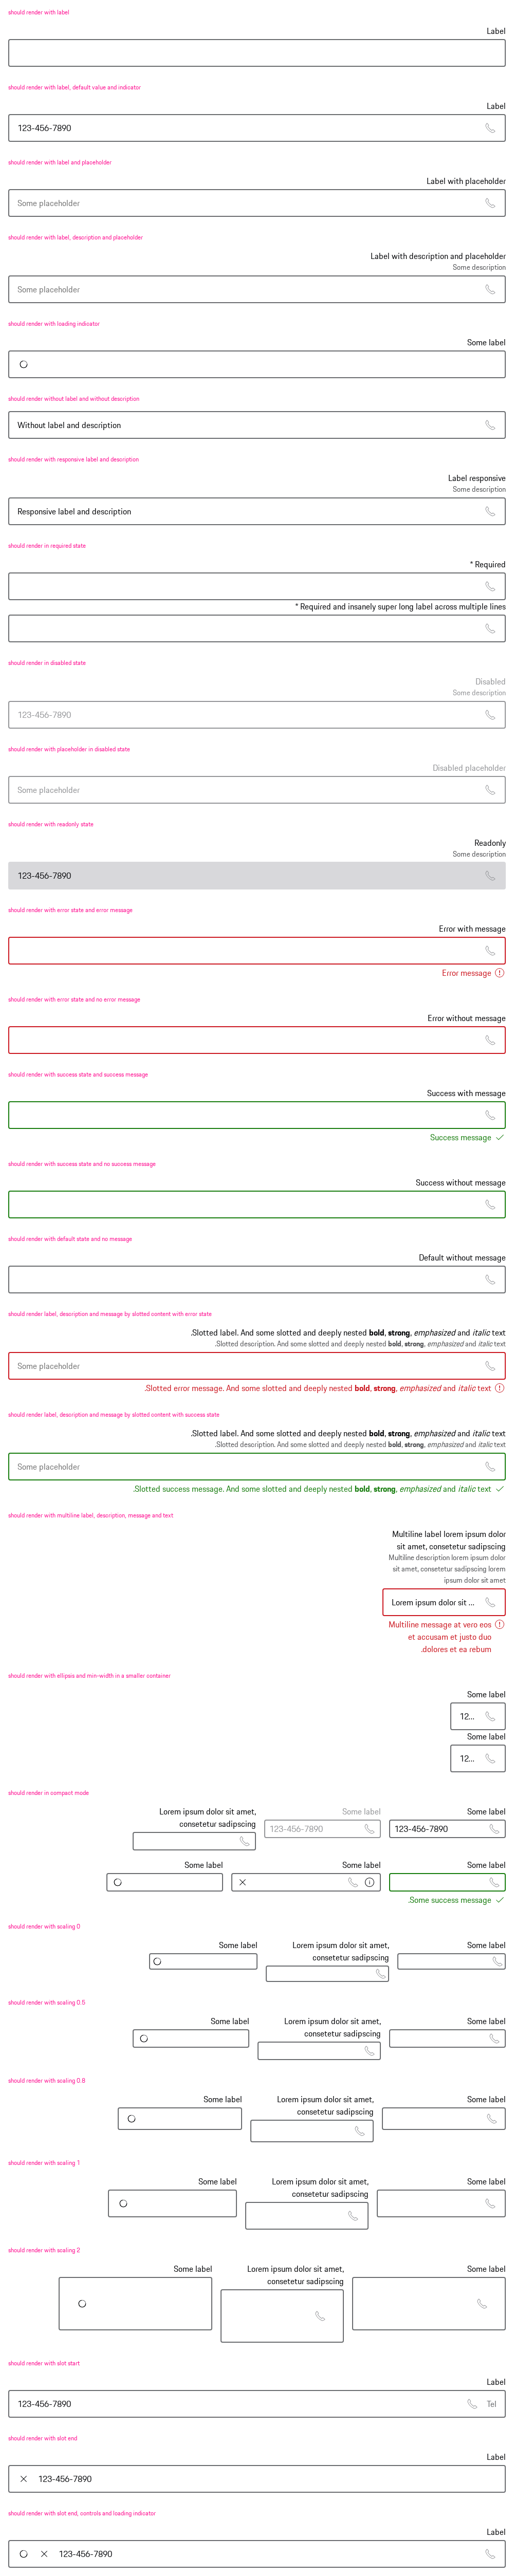 should render with label
Label
should render with label, default value and indicator
Label
123-456-7890
should render with label and placeholder
Label with placeholder
Some placeholder
should render with label, description and placeholder
Label with description and placeholder
Some description
Some placeholder
should render with loading indicator
Some label
should render without label and without description
Without label and description
should render with responsive label and description
Label responsive
Some description
Responsive label and description
should render in required state
* Required
* Required and insanely super long label across multiple lines
should render in disabled state
Disabled
Some description
123-456-7890
should render with placeholder in disabled state
Disabled placeholder
Some placeholder
should render with readonly state
Readonly
Some description
123-456-7890
should render with error state and error message
Error with message
Error message
should render with error state and no error message
Error without message
should render with success state and success message
Success with message
Success message
should render with success state and no success message
Success without message
should render with default state and no message
Default without message
should render label, description and message by slotted content with error state
.Slotted label. And some slotted and deeply nested bold, strong, emphasized and italic text
.Slotted description. And some slotted and deeply nested bold, strong, emphasized and italic text
Some placeholder
.Slotted error message. And some slotted and deeply nested bold, strong, emphasized and italic text
should render label, description and message by slotted content with success state
.Slotted label. And some slotted and deeply nested bold, strong, emphasized and italic text
.Slotted description. And some slotted and deeply nested bold, strong, emphasized and italic text
Some placeholder
.Slotted success message. And some slotted and deeply nested bold, strong, emphasized and italic text
should render with multiline label, description, message and text
Multiline label lorem ipsum dolor
sit amet, consetetur sadipscing
Multiline description lorem ipsum dolor
sit amet, consetetur sadipscing lorem
ipsum dolor sit amet
Lorem ipsum dolor sit ...
Multiline message at vero eos
et accusam et justo duo
.dolores et ea rebum
should render with ellipsis and min-width in a smaller container
Some label
12...
Some label
12...
should render in compact mode
Lorem ipsum dolor sit amet,
consetetur sadipscing
Some label
123-456-7890
Some label
123-456-7890
Some label
Some label
Some label
.Some success message
should render with scaling 0
Some label
Lorem ipsum dolor sit amet,
consetetur sadipscing
Some label
should render with scaling 0.5
Some label
Lorem ipsum dolor sit amet,
consetetur sadipscing
Some label
should render with scaling 0.8
Some label
Lorem ipsum dolor sit amet,
consetetur sadipscing
Some label
should render with scaling 1
Some label
Lorem ipsum dolor sit amet,
consetetur sadipscing
Some label
should render with scaling 2
Some label
Lorem ipsum dolor sit amet,
consetetur sadipscing
Some label
should render with slot start
Label
123-456-7890
Tel
should render with slot end
Label
123-456-7890
should render with slot end, controls and loading indicator
Label
123-456-7890